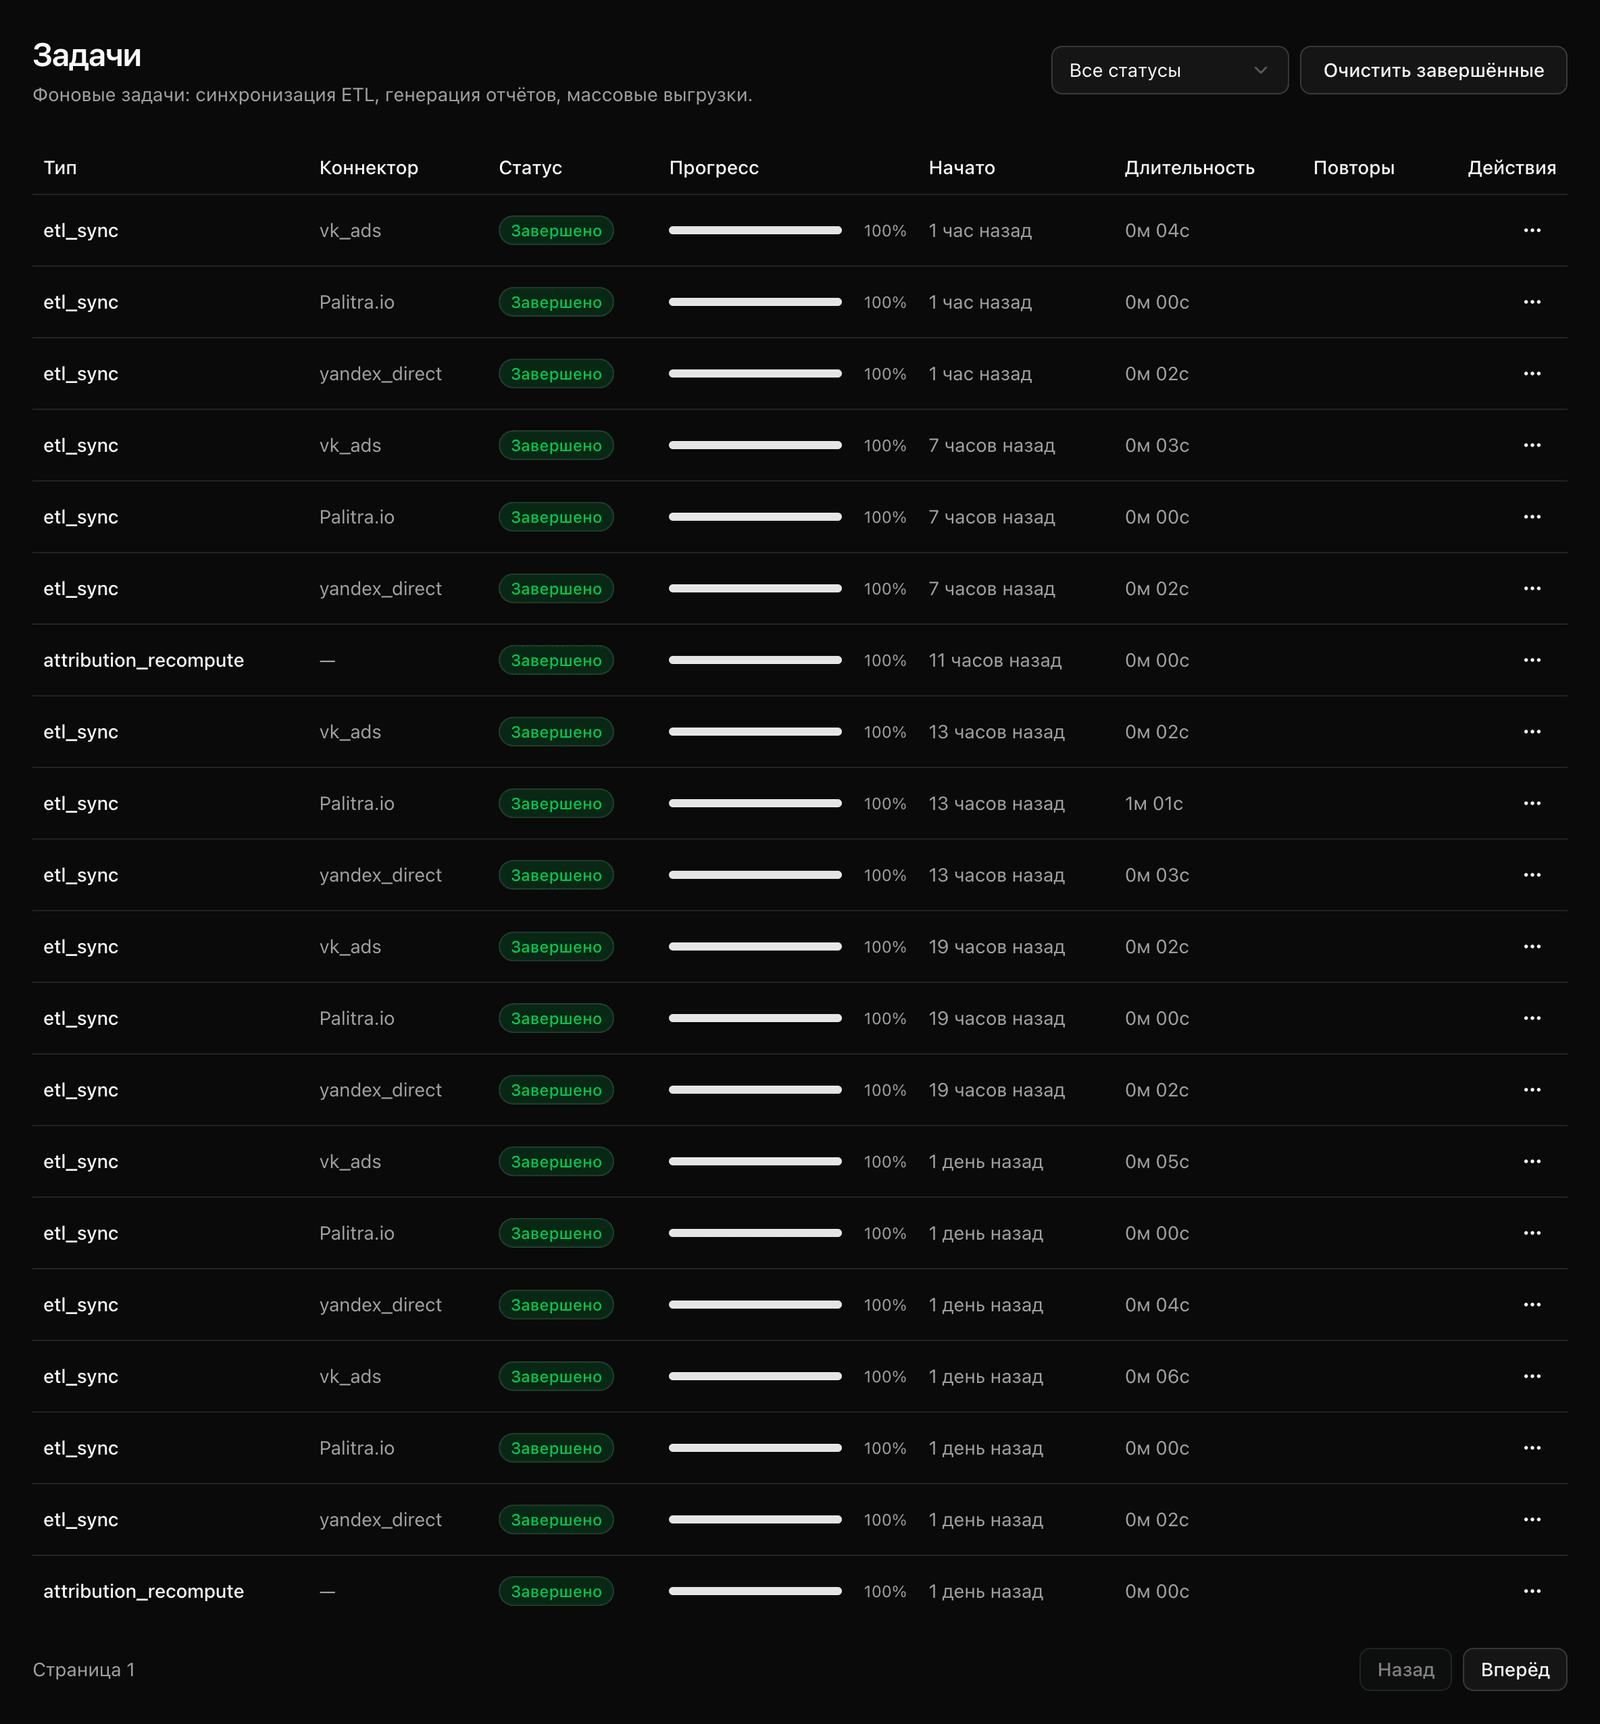 Задачи
Фоновые задачи: синхронизация ETL, генерация отчётов, массовые выгрузки.
Все статусы
Очистить завершённые
Тип Коннектор Статус Прогресс Начато Длительность Повторы Действия
etl_sync vk_ads Завершено 100% 1 час назад 0м 04с
etl_sync Palitra.io Завершено 100% 1 час назад 0м 00с
etl_sync yandex_direct Завершено 100% 1 час назад 0м 02с
etl_sync vk_ads Завершено 100% 7 часов назад 0м 03с
etl_sync Palitra.io Завершено 100% 7 часов назад 0м 00с
etl_sync yandex_direct Завершено 100% 7 часов назад 0м 02с
attribution_recompute — Завершено 100% 11 часов назад 0м 00с
etl_sync vk_ads Завершено 100% 13 часов назад 0м 02с
etl_sync Palitra.io Завершено 100% 13 часов назад 1м 01с
etl_sync yandex_direct Завершено 100% 13 часов назад 0м 03с
etl_sync vk_ads Завершено 100% 19 часов назад 0м 02с
etl_sync Palitra.io Завершено 100% 19 часов назад 0м 00с
etl_sync yandex_direct Завершено 100% 19 часов назад 0м 02с
etl_sync vk_ads Завершено 100% 1 день назад 0м 05с
etl_sync Palitra.io Завершено 100% 1 день назад 0м 00с
etl_sync yandex_direct Завершено 100% 1 день назад 0м 04с
etl_sync vk_ads Завершено 100% 1 день назад 0м 06с
etl_sync Palitra.io Завершено 100% 1 день назад 0м 00с
etl_sync yandex_direct Завершено 100% 1 день назад 0м 02с
attribution_recompute — Завершено 100% 1 день назад 0м 00с
Страница 1
Назад
Вперёд